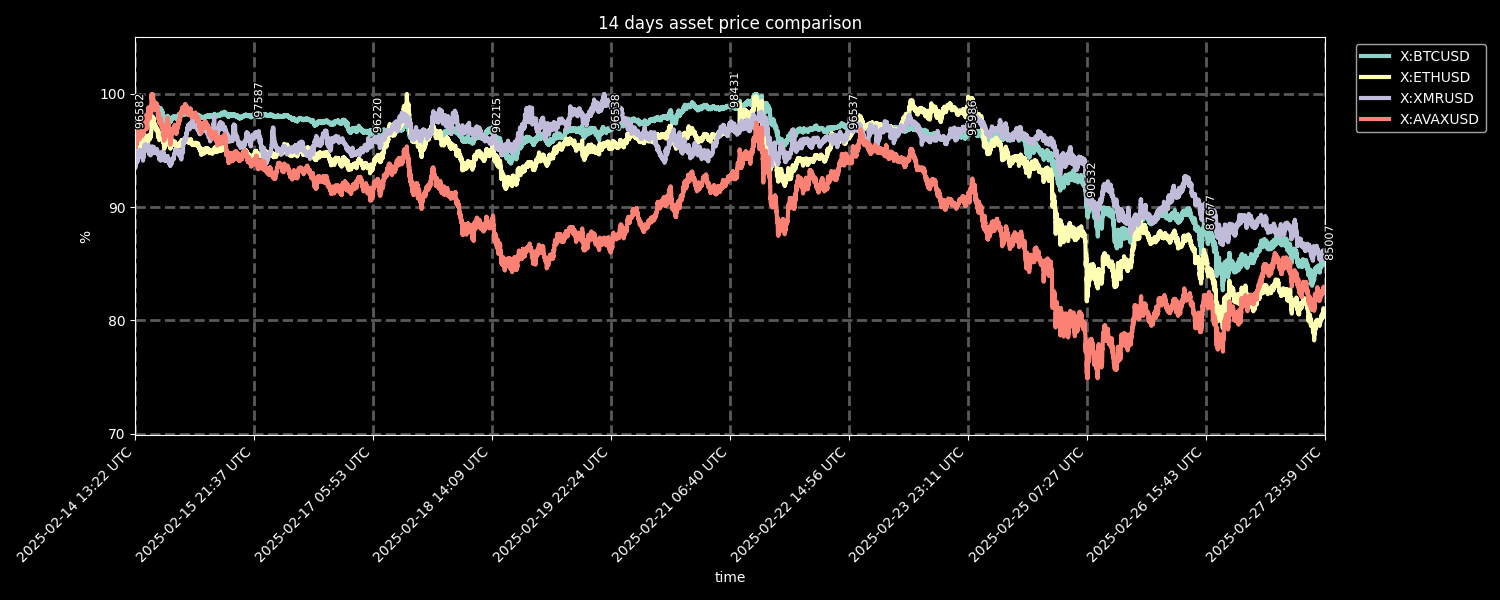 14 days asset price comparison
X:BTCUSD
X:ETHUSD
X:XMRUSD
X:AVAXUSD
100
90
80
70
%
96582
97587
96220
96215
96538
98431
96537
95986
90532
87677
85007
2025-02-14 13:22 UTC
2025-02-15 21:37 UTC
2025-02-17 05:53 UTC
2025-02-18 14:09 UTC
2025-02-19 22:24 UTC
2025-02-21 06:40 UTC
2025-02-22 14:56 UTC
2025-02-23 23:11 UTC
2025-02-25 07:27 UTC
2025-02-26 15:43 UTC
2025-02-27 23:59 UTC
time